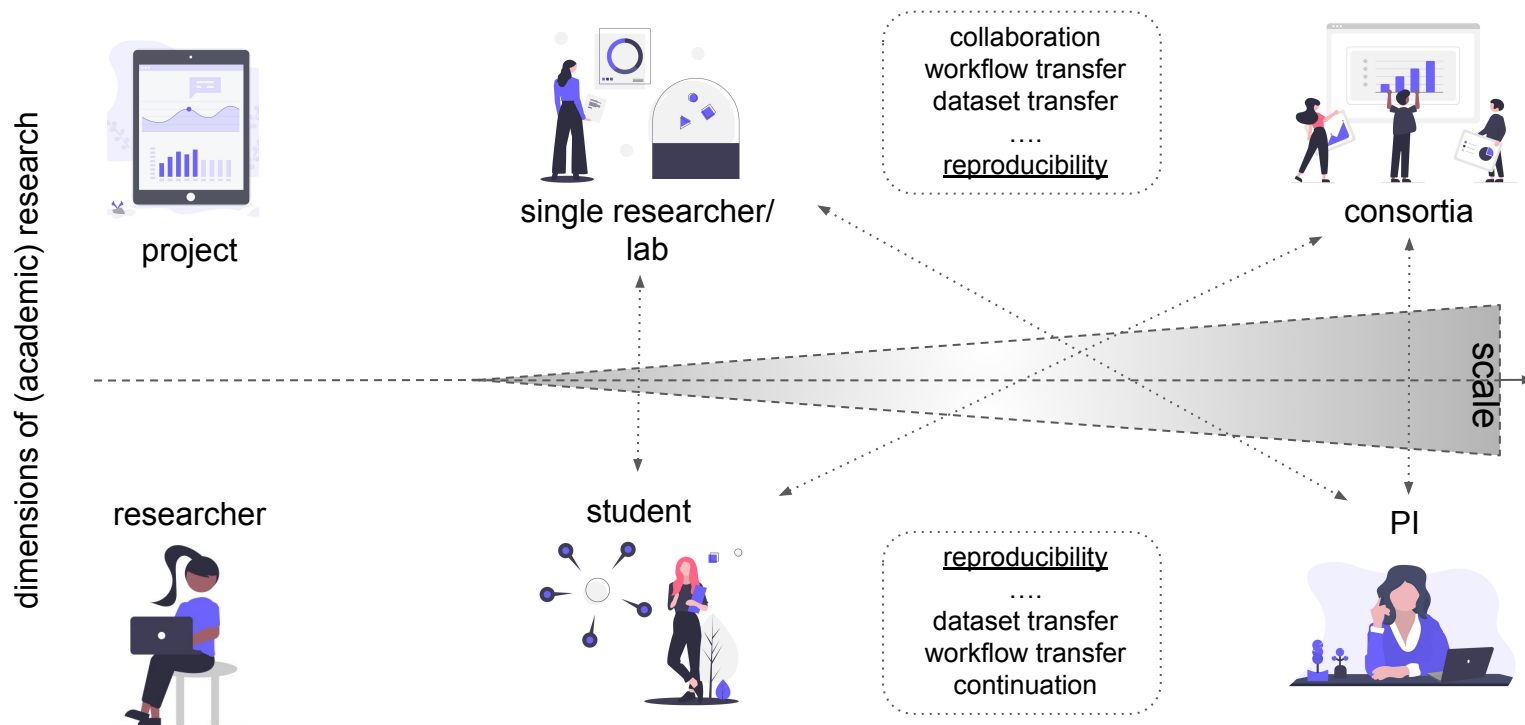 dimensions of (academic) research
project
single researcher/
lab
collaboration
workflow transfer
dataset transfer
....
reproducibility
consortia
scale
researcher
student
reproducibility
....
dataset transfer
workflow transfer
continuation
PI